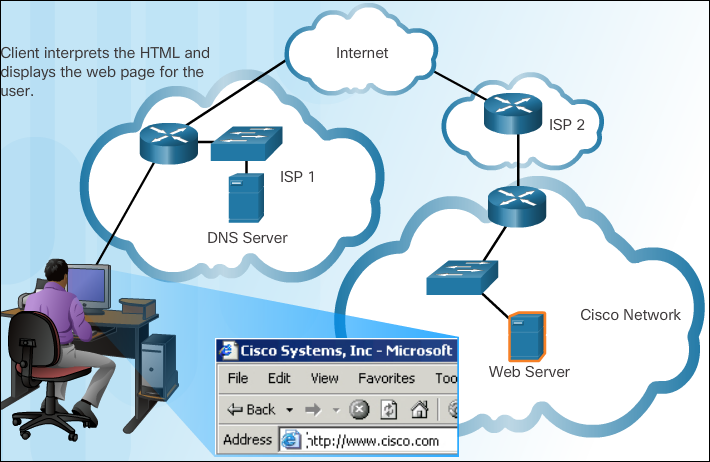 Internet
Client interprets the HTML and
displays the web page for the
user.
ISP 2
ISP 1
DNS Server
Cisco Network
Web Server
Cisco Systems, Inc - Microsoft
File Edit View Favorites Too
Back
Address http://www.cisco.com